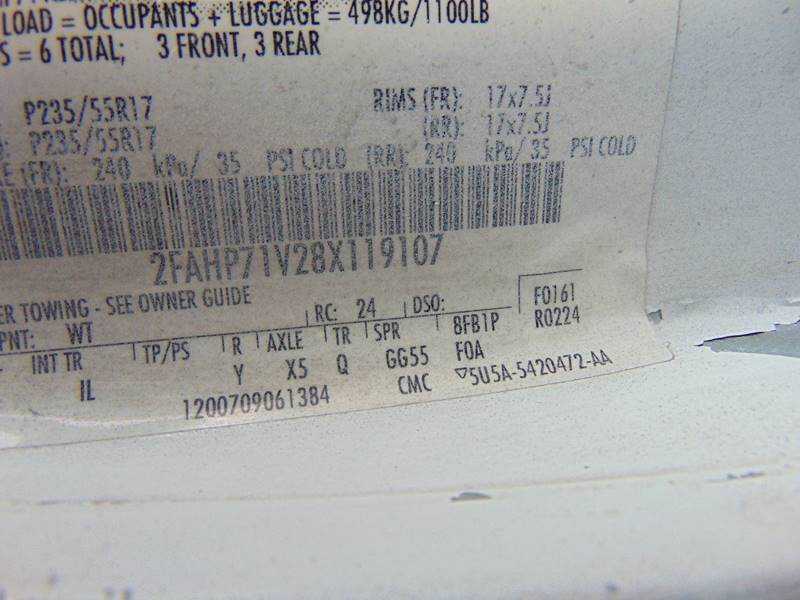 LOAD = OCCUPANTS + LUGGAGE = 498KG/1100LB
S = 6 TOTAL; 3 FRONT, 3 REAR
P235/55R17 RIMS (FR): 17x7.5J
: P235/55R17 (RR): 17x7.5J
RE (FR): 240 kPa/ 35 PSI COLD (RR): 240 kPa/ 35 PSI COLD
2FAHP71V28X119107
ER TOWING - SEE OWNER GUIDE
RC: 24 DSO: F0161
PNT: WT R0224
INT TR TP/PS R AXLE TR SPR 8FB1P
IL Y X5 Q GG55 F0A
1200709061384 CMC ▽5U5A-5420472-AA